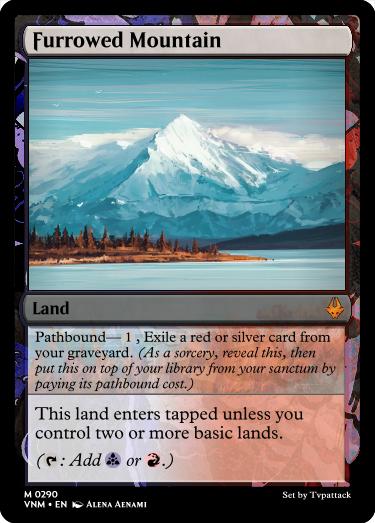 Furrowed Mountain
Land
Pathbound— 1 , Exile a red or silver card from
your graveyard. (As a sorcery, reveal this, then
put this on top of your library from your sanctum by
paying its pathbound cost.)
This land enters tapped unless you
control two or more basic lands.
( : Add or .)
M 0290
VNM • EN Alena Aenami
Set by Tvpattack